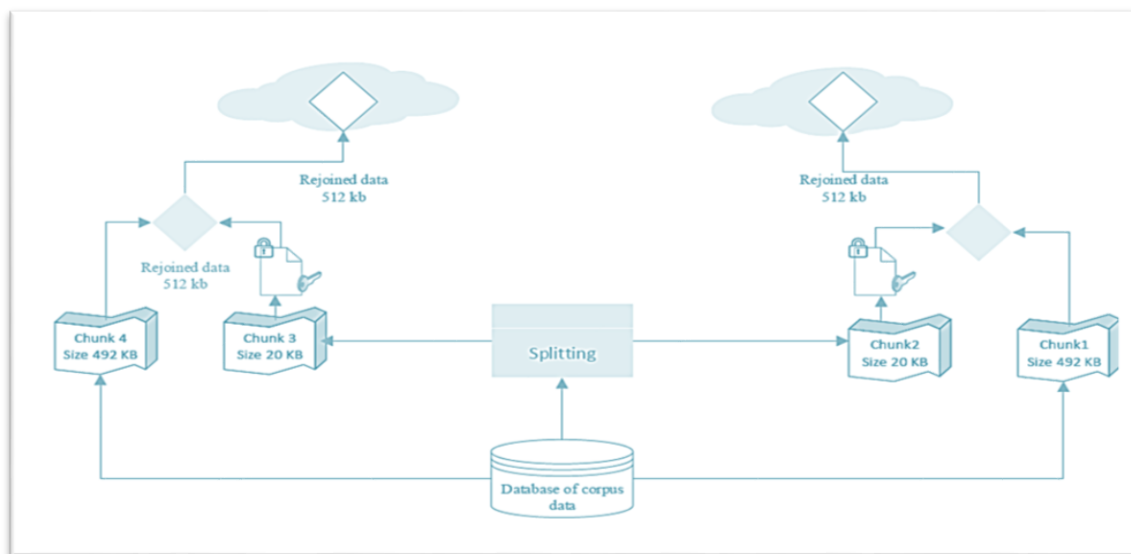 Rejoined data
512 kb
Rejoined data
512 kb
Rejoined data
512 kb
Chunk 4
Size 492 KB
Chunk 3
Size 20 KB
Splitting
Chunk2
Size 20 KB
Chunk1
Size 492 KB
Database of corpus
data